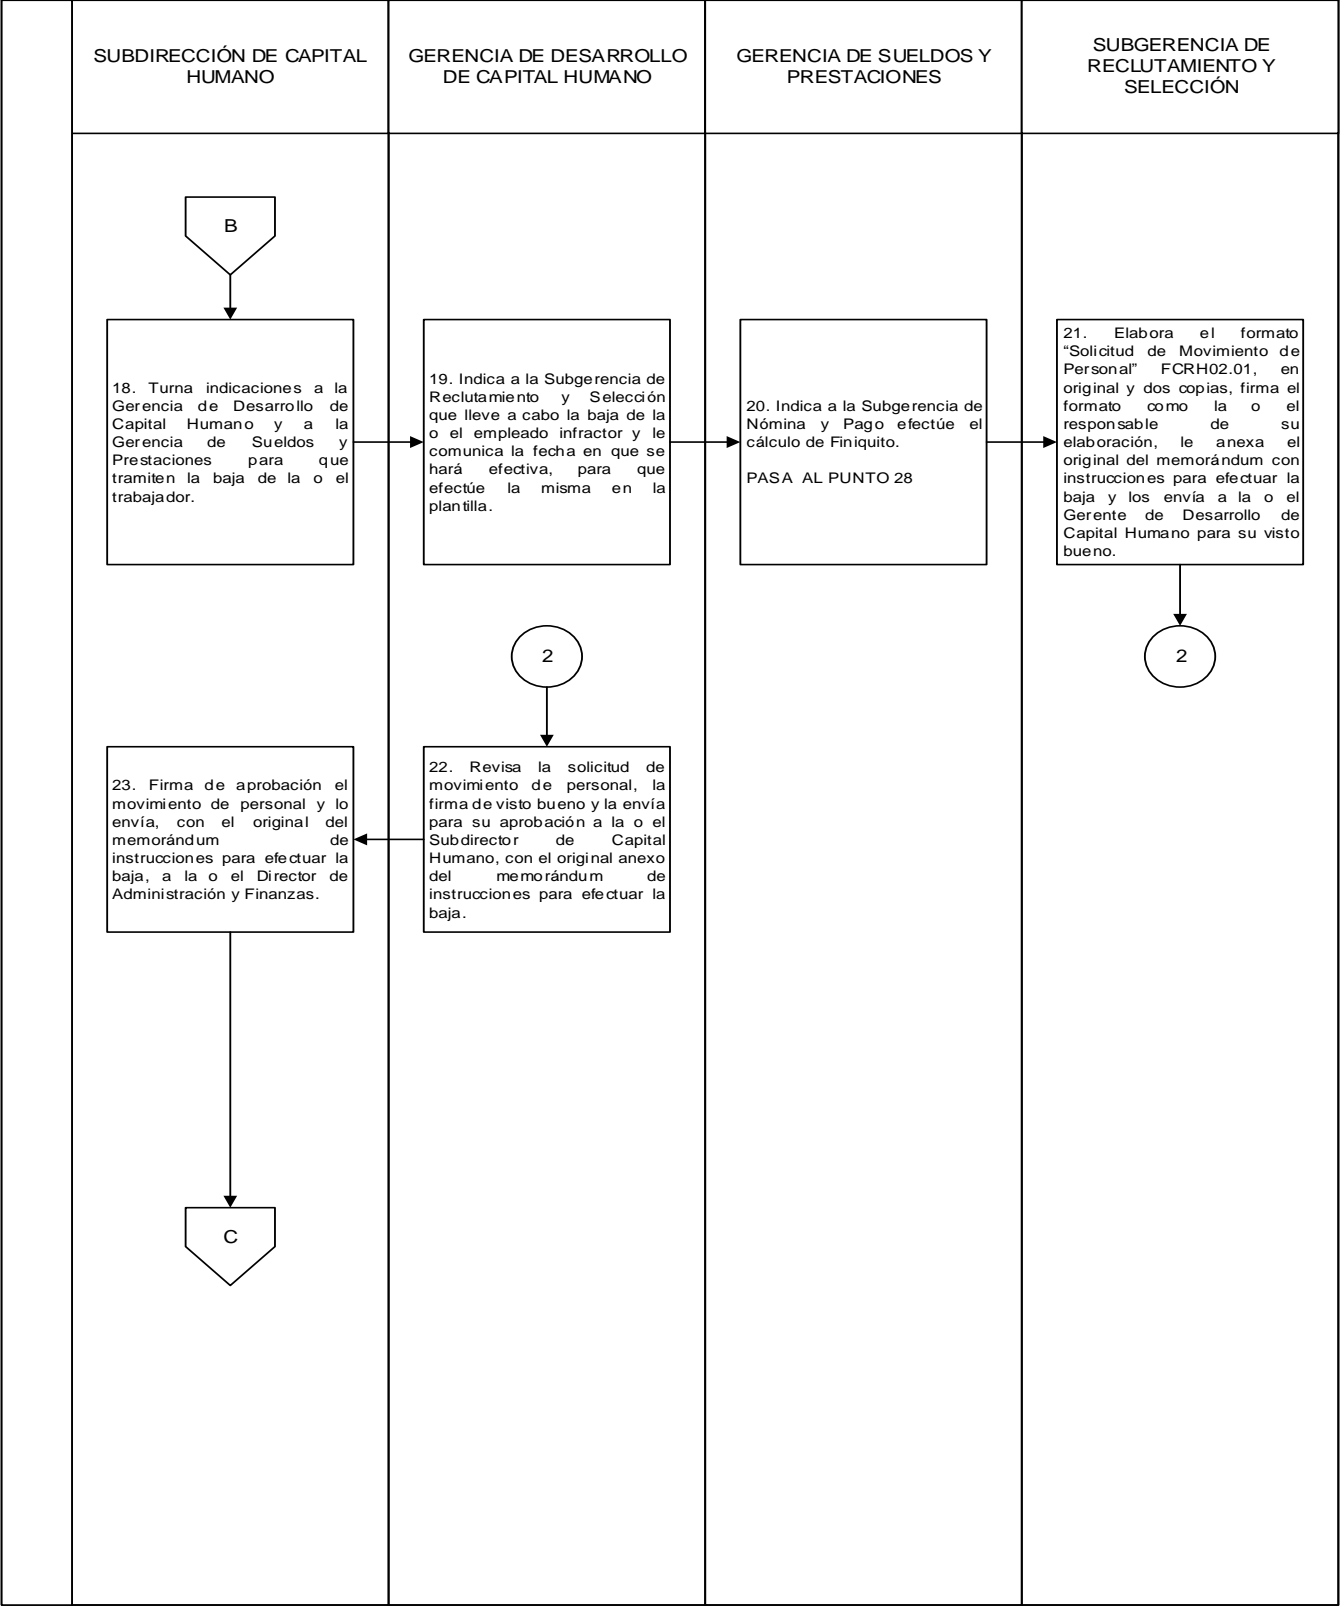 SUBDIRECCIÓN DE CAPITAL
HUMANO
GERENCIA DE DESARROLLO
DE CAPITAL HUMANO
GERENCIA DE SUELDOS Y
PRESTACIONES
SUBGERENCIA DE
RECLUTAMIENTO Y
SELECCIÓN
B
18. Turna indicaciones a la
Gerencia de Desarrollo de
Capital Humano y a la
Gerencia de Sueldos y
Prestaciones para que
tramiten la baja de la o el
trabajador.
19. Indica a la Subgerencia de
Reclutamiento y Selección
que lleve a cabo la baja de la
o el empleado infractor y le
comunica la fecha en que se
hará efectiva, para que
efectúe la misma en la
plantilla.
20. Indica a la Subgerencia de
Nómina y Pago efectúe el
cálculo de Finiquito.
PASA AL PUNTO 28
21. Elabora el formato
“Solicitud de Movimiento de
Personal” FCRH02.01, en
original y dos copias, firma el
formato como la o el
responsable de su
elaboración, le anexa el
original del memorándum con
instrucciones para efectuar la
baja y los envía a la o el
Gerente de Desarrollo de
Capital Humano para su visto
bueno.
2
2
22. Revisa la solicitud de
movimiento de personal, la
firma de visto bueno y la envía
para su aprobación a la o el
Subdirector de Capital
Humano, con el original anexo
del memorándum de
instrucciones para efectuar la
baja.
23. Firma de aprobación el
movimiento de personal y lo
envía, con el original del
memorándum de
instrucciones para efectuar la
baja, a la o el Director de
Administración y Finanzas.
C